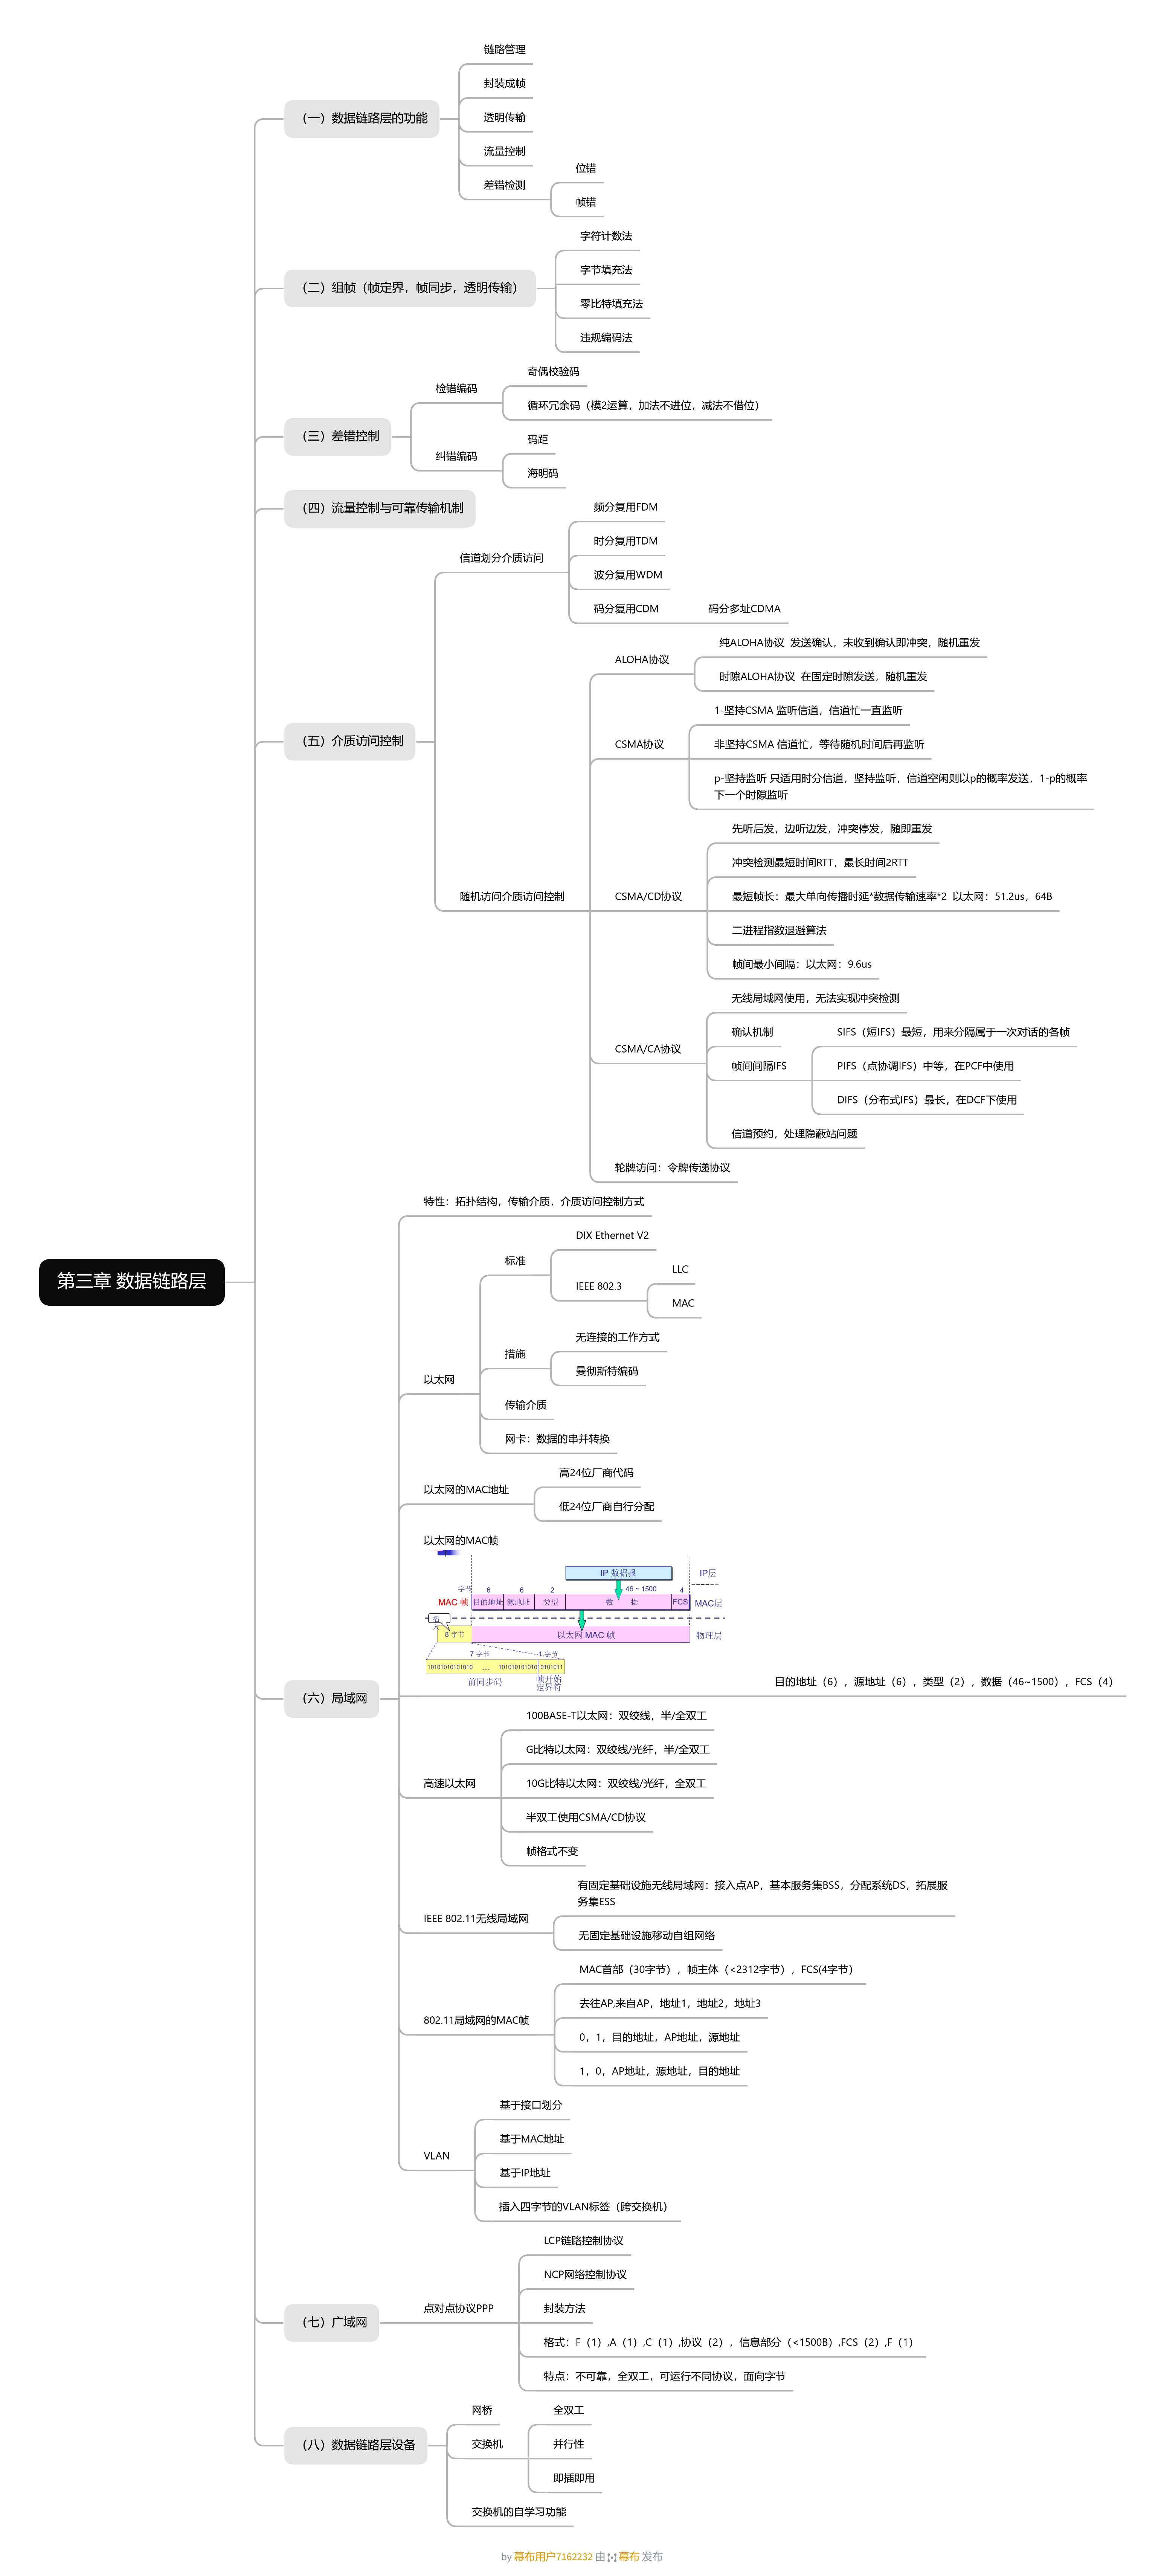 第三章 数据链路层
（一）数据链路层的功能
链路管理
封装成帧
透明传输
流量控制
差错检测
位错
帧错
（二）组帧（帧定界，帧同步，透明传输）
字符计数法
字节填充法
零比特填充法
违规编码法
（三）差错控制
检错编码
奇偶校验码
循环冗余码（模2运算，加法不进位，减法不借位）
纠错编码
码距
海明码
（四）流量控制与可靠传输机制
（五）介质访问控制
信道划分介质访问
频分复用FDM
时分复用TDM
波分复用WDM
码分复用CDM
码分多址CDMA
随机访问介质访问控制
ALOHA协议
纯ALOHA协议 发送确认，未收到确认即冲突，随机重发
时隙ALOHA协议 在固定时隙发送，随机重发
CSMA协议
1-坚持CSMA 监听信道，信道忙一直监听
非坚持CSMA 信道忙，等待随机时间后再监听
p-坚持监听 只适用时分信道，坚持监听，信道空闲则以p的概率发送，1-p的概率
下一个时隙监听
CSMA/CD协议
先听后发，边听边发，冲突停发，随即重发
冲突检测最短时间RTT，最长时间2RTT
最短帧长：最大单向传播时延*数据传输速率*2 以太网：51.2us，64B
二进程指数退避算法
帧间最小间隔：以太网：9.6us
CSMA/CA协议
无线局域网使用，无法实现冲突检测
确认机制
帧间间隔IFS
SIFS（短IFS）最短，用来分隔属于一次对话的各帧
PIFS（点协调IFS）中等，在PCF中使用
DIFS（分布式IFS）最长，在DCF下使用
信道预约，处理隐蔽站问题
轮牌访问：令牌传递协议
（六）局域网
特性：拓扑结构，传输介质，介质访问控制方式
以太网
标准
DIX Ethernet V2
IEEE 802.3
LLC
MAC
措施
无连接的工作方式
曼彻斯特编码
传输介质
网卡：数据的串并转换
以太网的MAC地址
高24位厂商代码
低24位厂商自行分配
以太网的MAC帧
IP 数据报
IP层
字节
6
6
2
46 ~ 1500
4
MAC 帧
目的地址
源地址
类型
数 据
FCS
MAC层
插
入
8 字节
以太网 MAC 帧
物理层
7 字节
1 字节
10101010101010 … 10101010101010101011
前同步码
帧开始
定界符
目的地址（6），源地址（6），类型（2），数据（46~1500），FCS（4）
高速以太网
100BASE-T以太网：双绞线，半/全双工
G比特以太网：双绞线/光纤，半/全双工
10G比特以太网：双绞线/光纤，全双工
半双工使用CSMA/CD协议
帧格式不变
IEEE 802.11无线局域网
有固定基础设施无线局域网：接入点AP，基本服务集BSS，分配系统DS，拓展服
务集ESS
无固定基础设施移动自组网络
802.11局域网的MAC帧
MAC首部（30字节），帧主体（<2312字节），FCS(4字节）
去往AP,来自AP，地址1，地址2，地址3
0，1，目的地址，AP地址，源地址
1，0，AP地址，源地址，目的地址
VLAN
基于接口划分
基于MAC地址
基于IP地址
插入四字节的VLAN标签（跨交换机）
（七）广域网
点对点协议PPP
LCP链路控制协议
NCP网络控制协议
封装方法
格式：F（1）,A（1）,C（1）,协议（2），信息部分（<1500B）,FCS（2）,F（1）
特点：不可靠，全双工，可运行不同协议，面向字节
（八）数据链路层设备
网桥
交换机
全双工
并行性
即插即用
交换机的自学习功能
by 幕布用户7162232 由 幕布 发布